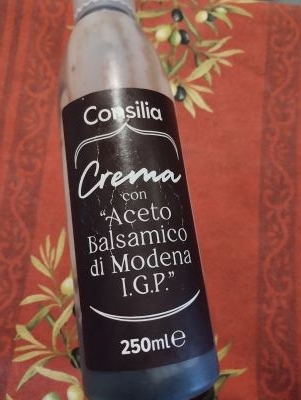 Consilia
Crema
con
"Aceto
Balsamico
di Modena
I.G.P."
250ml e